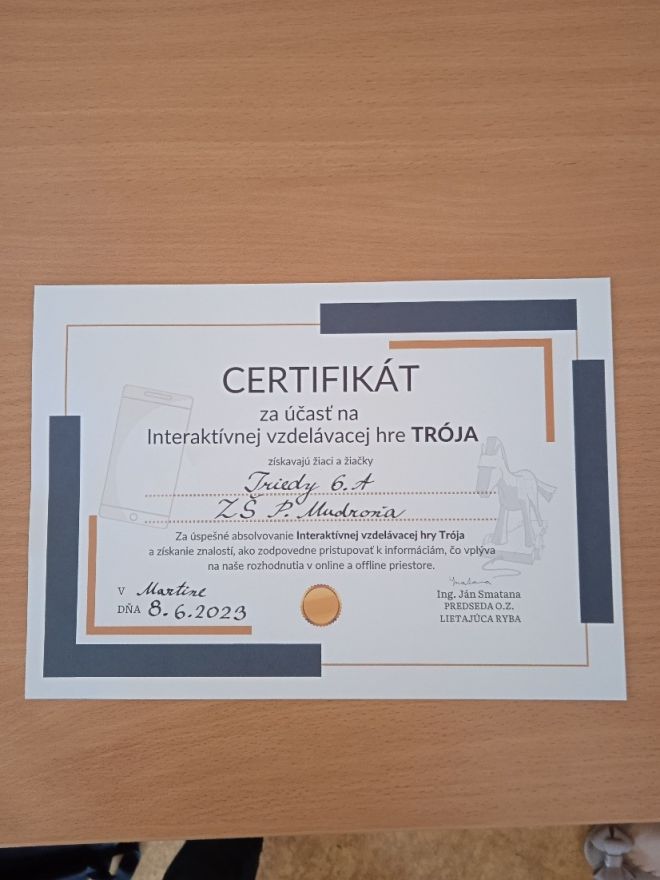 CERTIFIKÁT
za účasť na
Interaktívnej vzdelávacej hre TRÓJA
získavajú žiaci a žiačky
Triedy 6.A
ZŠ P. Mudroňa
Za úspešné absolvovanie Interaktívnej vzdelávacej hry Trója
a získanie znalostí, ako zodpovedne pristupovať k informáciám, čo vplýva
na naše rozhodnutia v online a offline priestore.
V Martine
DŇA 8.6.2023
Smatana
Ing. Ján Smatana
PREDSEDA O.Z.
LIETAJÚCA RYBA